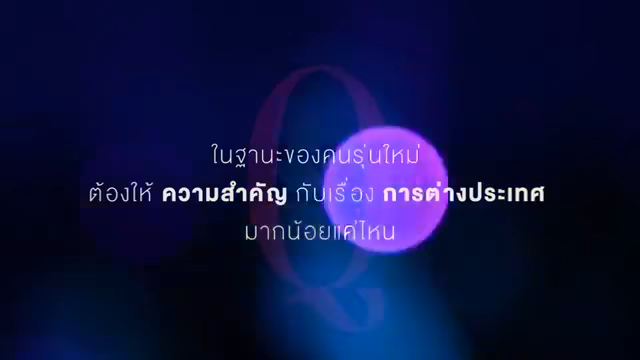 Q
ในฐานะของคนรุ่นใหม่
ต้องให้ ความสำคัญ กับเรื่อง การต่างประเทศ
มากน้อยแค่ไหน